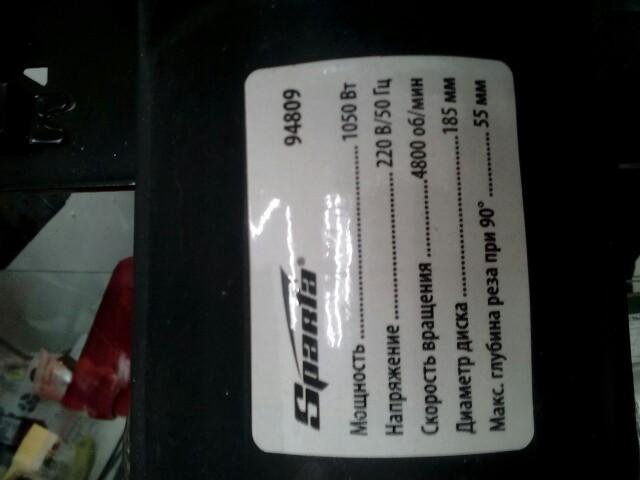 Sparta® 94809
Мощность 1050 Вт
Напряжение 220 В/50 Гц
Скорость вращения 4800 об/мин
Диаметр диска 185 мм
Макс. глубина реза при 90° 55 мм